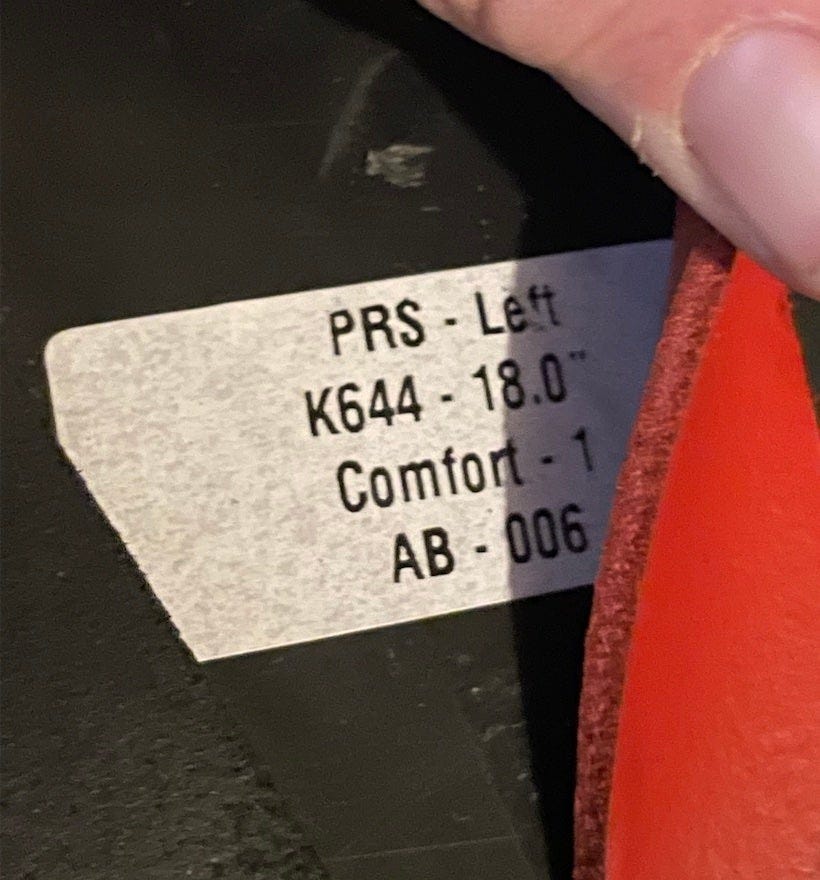 PRS - Left
K644 - 18.0"
Comfort - 1
AB - 006